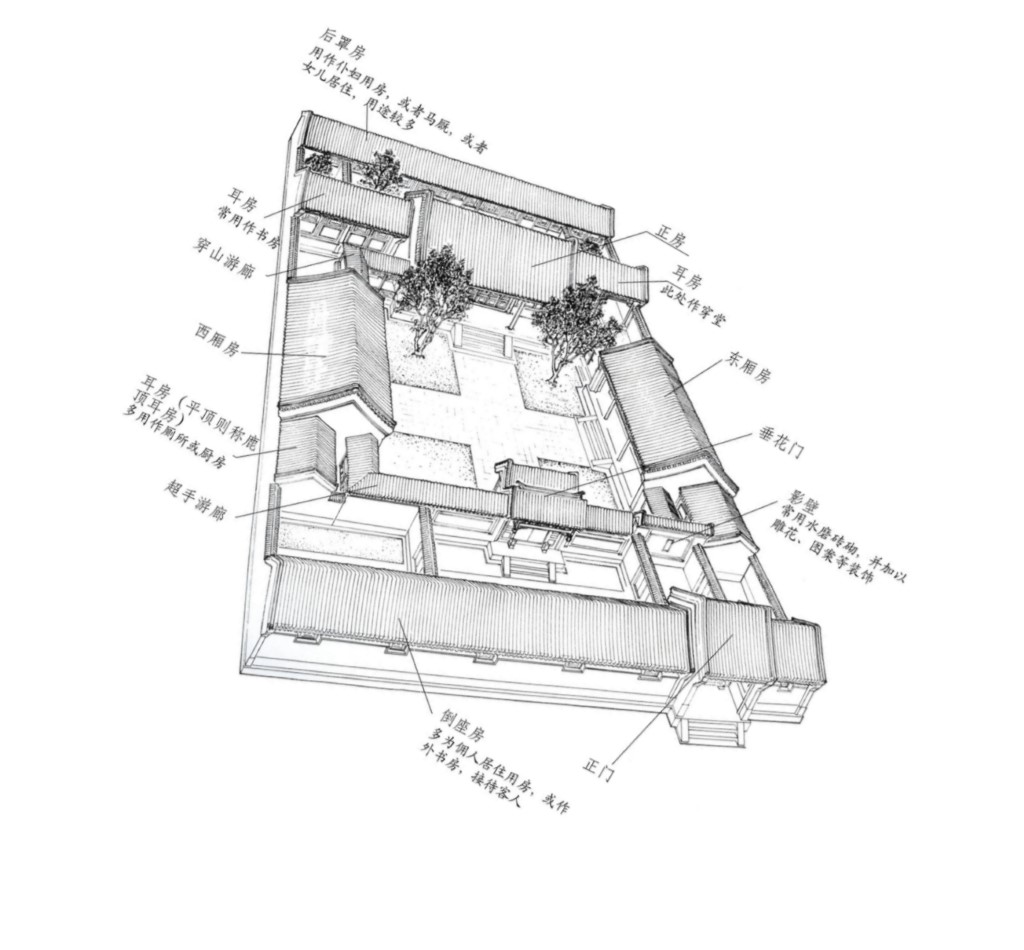 后罩房
用作仆妇用房，或者马厩，或者
女儿居住，用途较多
耳房
常用作书房
穿山游廊
正房
耳房
此处作穿堂
西厢房
东厢房
耳房（平顶则称鹿
顶耳房）
多用作厕所或厨房
垂花门
超手游廊
影壁
常用水磨砖砌，并加以
雕花、图案等装饰
倒座房
多为佣人居住用房，或作
外书房，接待客人
正门